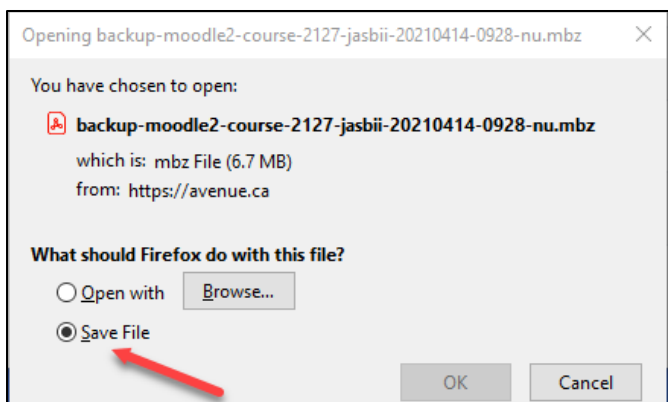 Opening backup-moodle2-course-2127-jasbii-20210414-0928-nu.mbz
You have chosen to open:
backup-moodle2-course-2127-jasbii-20210414-0928-nu.mbz
which is: mbz File (6.7 MB)
from: https://avenue.ca
What should Firefox do with this file?
Open with Browse...
Save File
OK Cancel